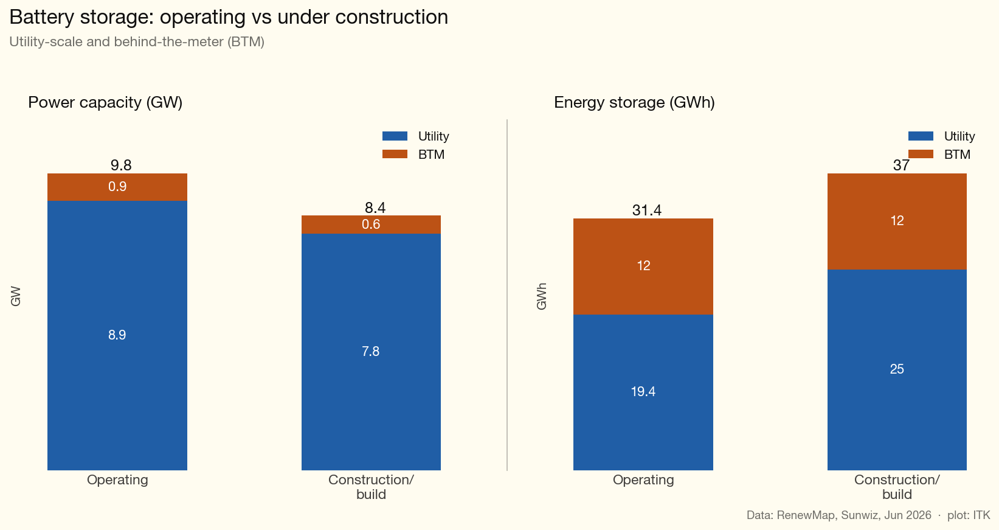 Battery storage: operating vs under construction
Utility-scale and behind-the-meter (BTM)
Power capacity (GW)
Utility
BTM
9.8
0.9
8.4
0.6
GW
8.9
7.8
Operating
Construction/
build
Energy storage (GWh)
Utility
BTM
37
31.4
12
12
GWh
25
19.4
Operating
Construction/
build
Data: RenewMap, Sunwiz, Jun 2026 · plot: ITK